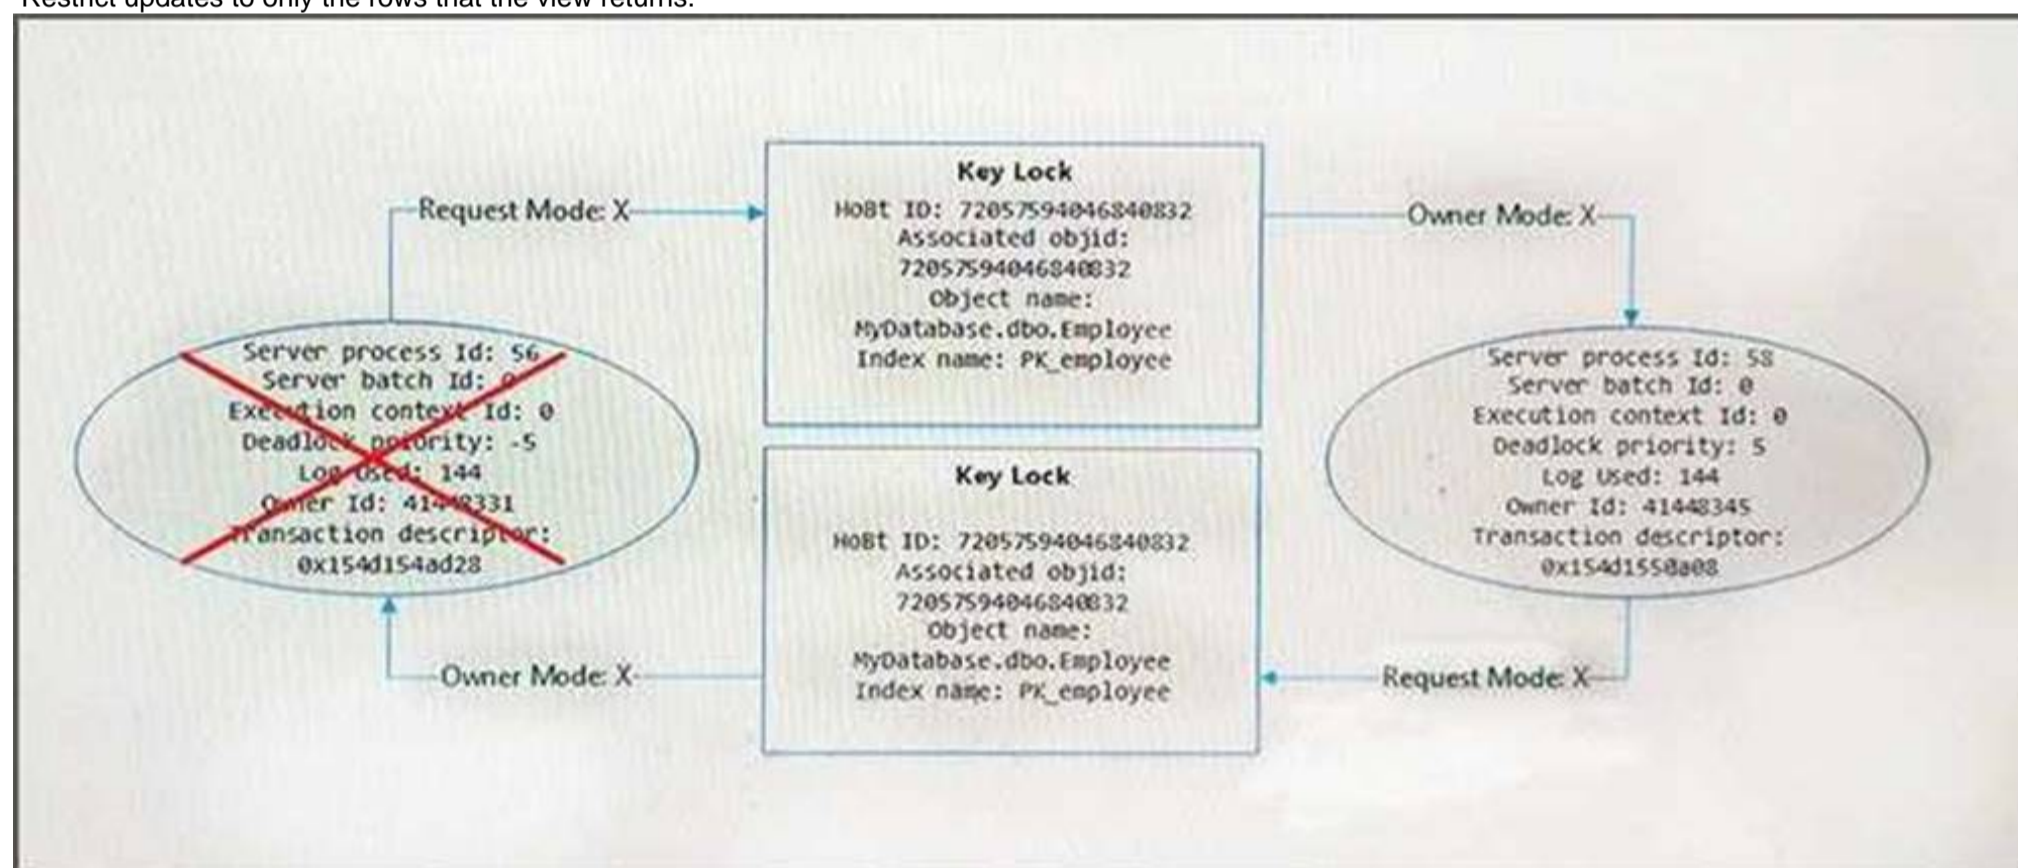 Restrict updates to only the rows that the view returns.
Key Lock
HoBt ID: 72057594046840832
Associated objid:
72057594046840832
Object name:
MyDatabase.dbo.Employee
Index name: PK_employee
Request Mode: X
Owner Mode: X
Server process Id: 56
Server batch Id: 0
Execution context Id: 0
Deadlock priority: -5
Log Used: 144
Owner Id: 41448331
Transaction descriptor:
0x154d154ad28
Server process Id: 58
Server batch Id: 0
Execution context Id: 0
Deadlock priority: 5
Log Used: 144
Owner Id: 41448345
Transaction descriptor:
0x154d1550a08
Key Lock
HoBt ID: 72057594046840832
Associated objid:
72057594046840832
Object name:
MyDatabase.dbo.Employee
Index name: PK_employee
Owner Mode: X
Request Mode: X